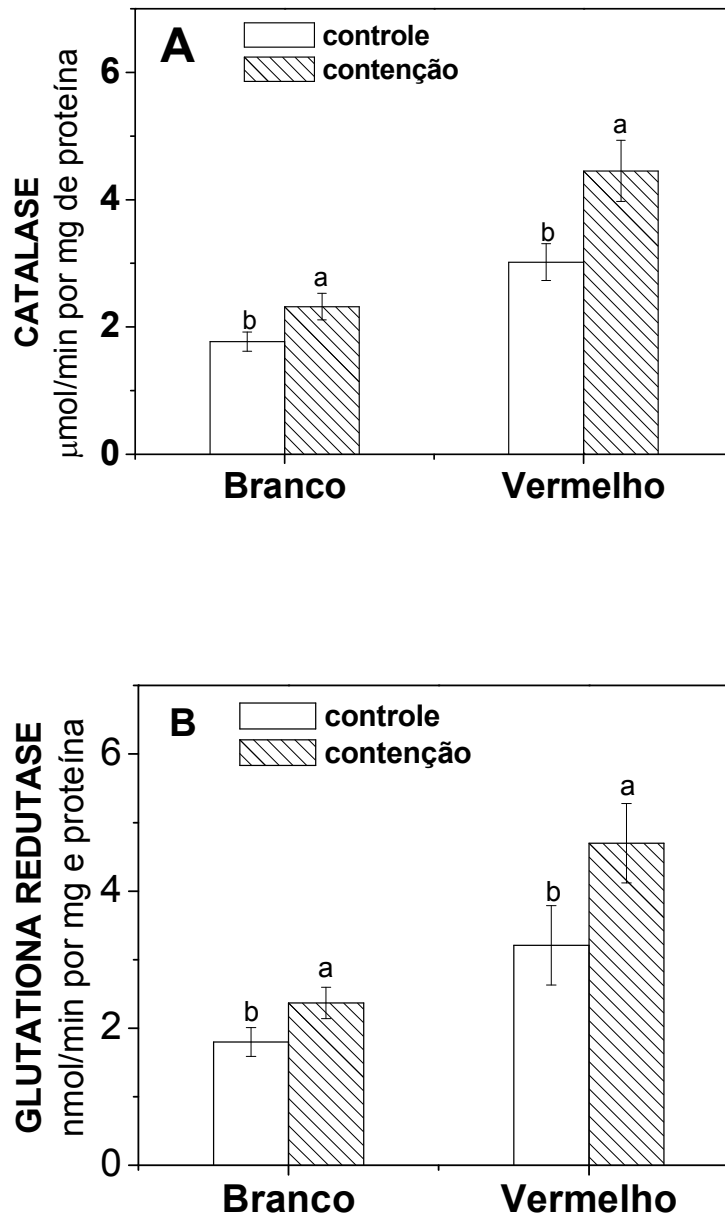 A
controle
contenção
CATALASE
µmol/min por mg de proteína
6
4
2
0
b
a
b
a
Branco
Vermelho
B
controle
contenção
GLUTATIONA REDUTASE
nmol/min por mg e proteína
6
4
2
0
b
a
b
a
Branco
Vermelho